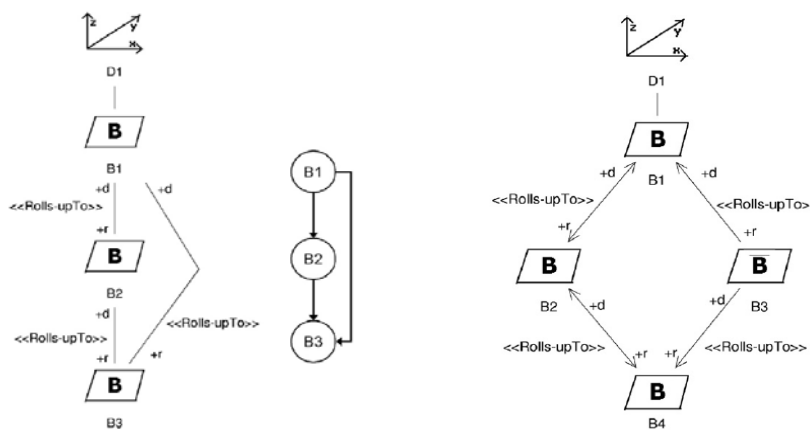 z
y
x
D1
B
B1
+d
+d
<<Rolls-upTo>>
+r
B
B2
+d
<<Rolls-upTo>>
<<Rolls-upTo>>
+r
+r
B
B3
B1
B2
B3
z
y
x
D1
B
B1
+d
+d
<<Rolls-upTo>>
<<Rolls-upTo>>
+r
+r
B
B
B2
B3
+d
+d
<<Rolls-upTo>>
<<Rolls-upTo>>
+r
+r
B
B4